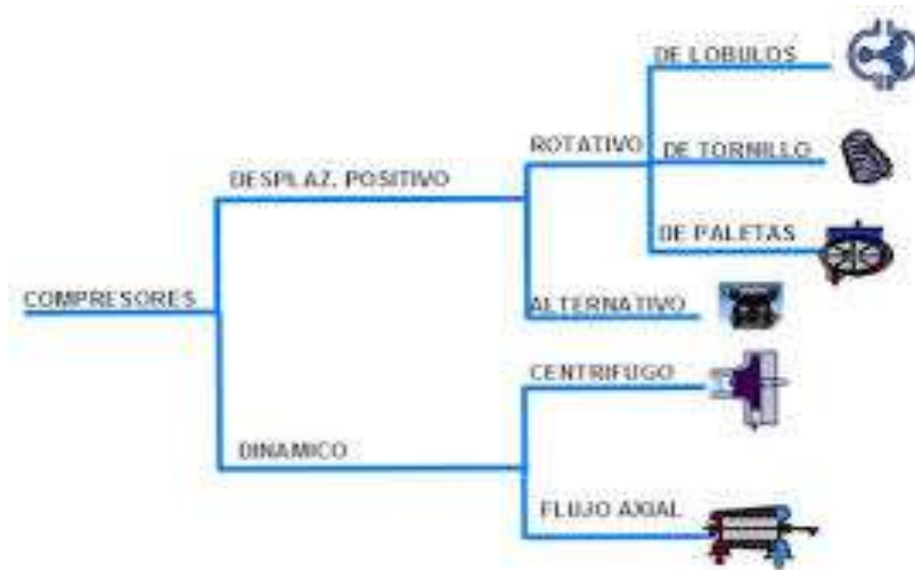 DE LOBULOS
ROTATIVO
DE TORNILLO
DESPLAZ. POSITIVO
DE PALETAS
COMPRESORES
ALTERNATIVO
CENTRIFUGO
DINAMICO
FLUJO AXIAL